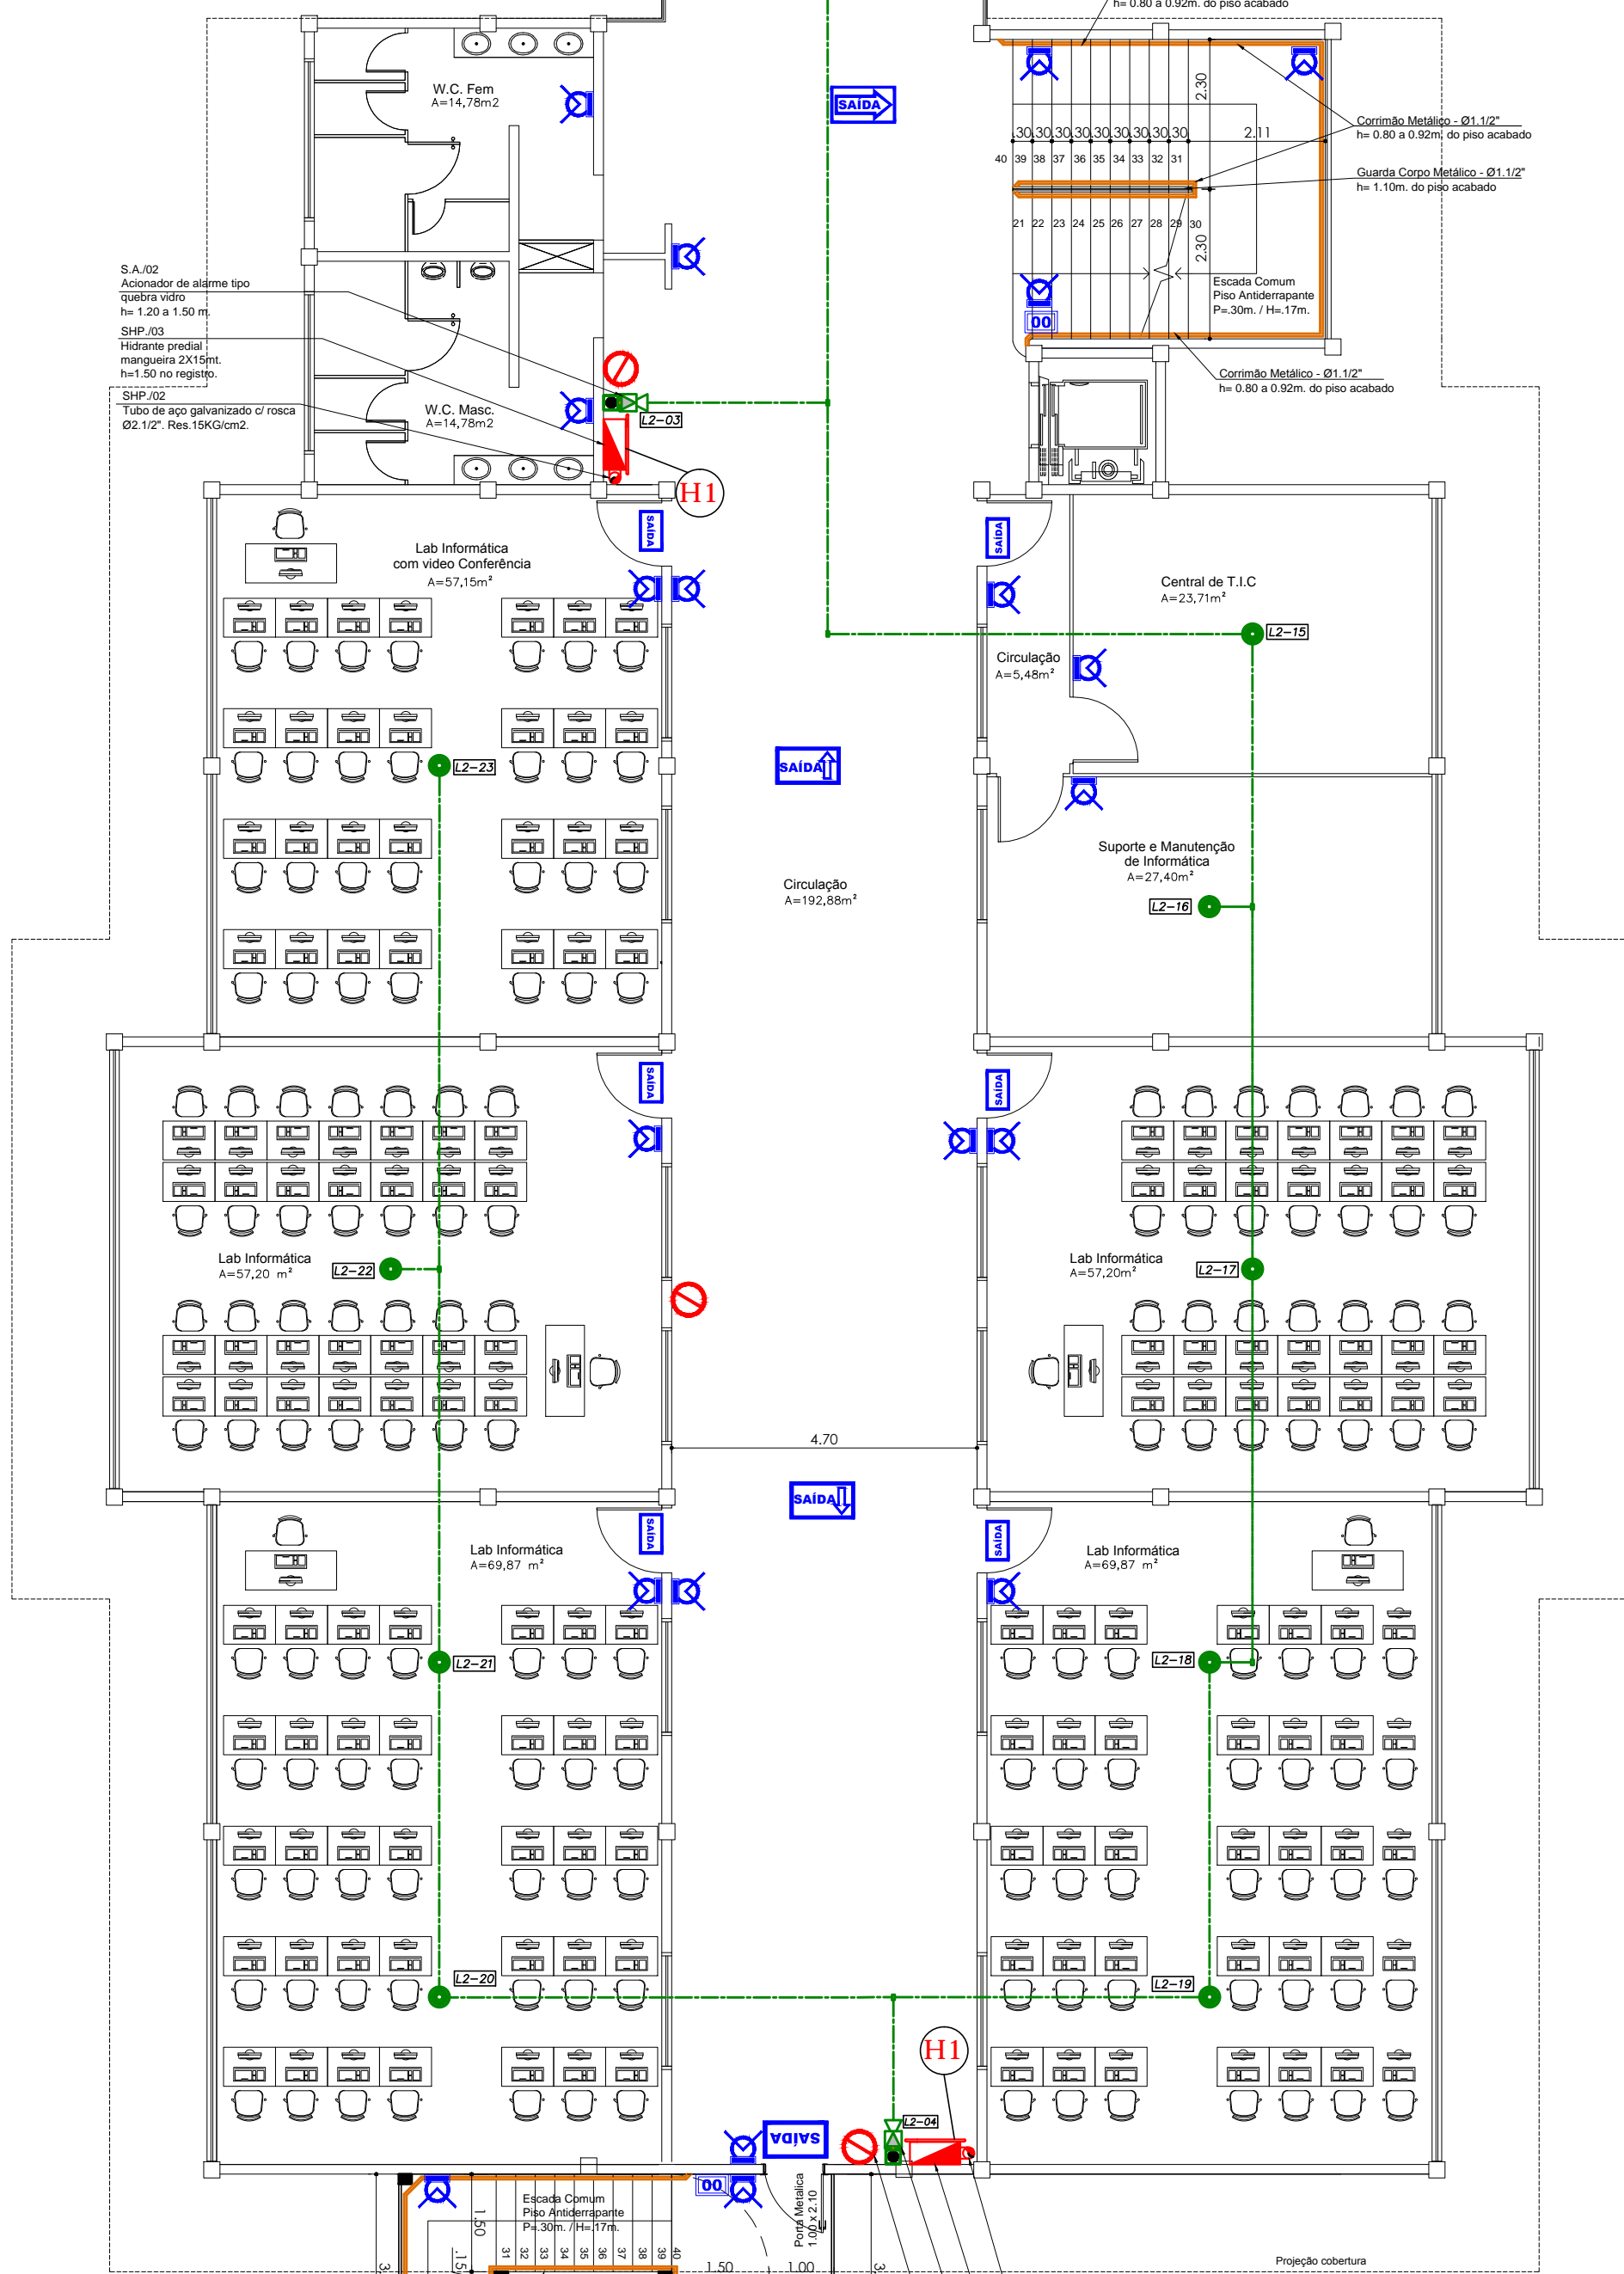 h= 0.80 a 0.92m. do piso acabado
W.C. Fem
A=14,78m2
SAÍDA
2.30
Corrimão Metálico - Ø1.1/2"
h= 0.80 a 0.92m. do piso acabado
.30 .30 .30 .30 .30 .30 .30 .30 .30
2.11
40 39 38 37 36 35 34 33 32 31
Guarda Corpo Metálico - Ø1.1/2"
h= 1.10m. do piso acabado
21 22 23 24 25 26 27 28 29 30
2.30
S.A./02
Acionador de alarme tipo
quebra vidro
h= 1.20 a 1.50 m.
Escada Comum
Piso Antiderrapante
P=.30m. / H=.17m.
00
SHP./03
Hidrante predial
mangueira 2X15mt.
h=1.50 no registro.
Corrimão Metálico - Ø1.1/2"
h= 0.80 a 0.92m. do piso acabado
SHP./02
Tubo de aço galvanizado c/ rosca
Ø2.1/2". Res.15KG/cm2.
W.C. Masc.
A=14,78m2
L2-03
H1
SAÍDA
SAÍDA
Lab Informática
com video Conferência
A=57,15m²
Central de T.I.C
A=23,71m²
L2-15
Circulação
A=5,48m²
L2-23
SAÍDA
Suporte e Manutenção
de Informática
A=27,40m²
Circulação
A=192,88m²
L2-16
SAÍDA
SAÍDA
Lab Informática
A=57,20 m²
L2-22
Lab Informática
A=57,20m²
L2-17
4.70
SAÍDA
SAÍDA
SAÍDA
Lab Informática
A=69,87 m²
Lab Informática
A=69,87 m²
L2-21
L2-18
L2-20
L2-19
H1
L2-04
SAÍDA
00
Porta Metalica
1.00 x 2.10
Escada Comum
Piso Antiderrapante
P=.30m. / H=.17m.
1.50
.15
31 32 33 34 35 36 37 38 39 40
1.50
1.00
3.
3.
Projeção cobertura